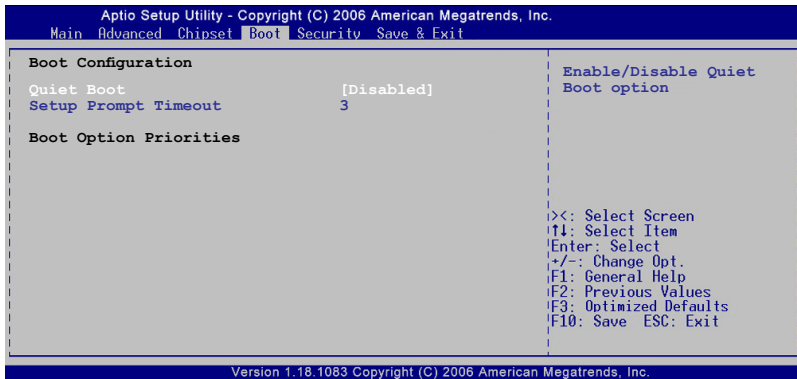 Aptio Setup Utility - Copyright (C) 2006 American Megatrends, Inc.
Main Advanced Chipset Boot Security Save & Exit
Boot Configuration
Quiet Boot [Disabled]
Setup Prompt Timeout 3
Boot Option Priorities
Enable/Disable Quiet
Boot option
><: Select Screen
↑↓: Select Item
Enter: Select
+/-: Change Opt.
F1: General Help
F2: Previous Values
F3: Optimized Defaults
F10: Save ESC: Exit
Version 1.18.1083 Copyright (C) 2006 American Megatrends, Inc.